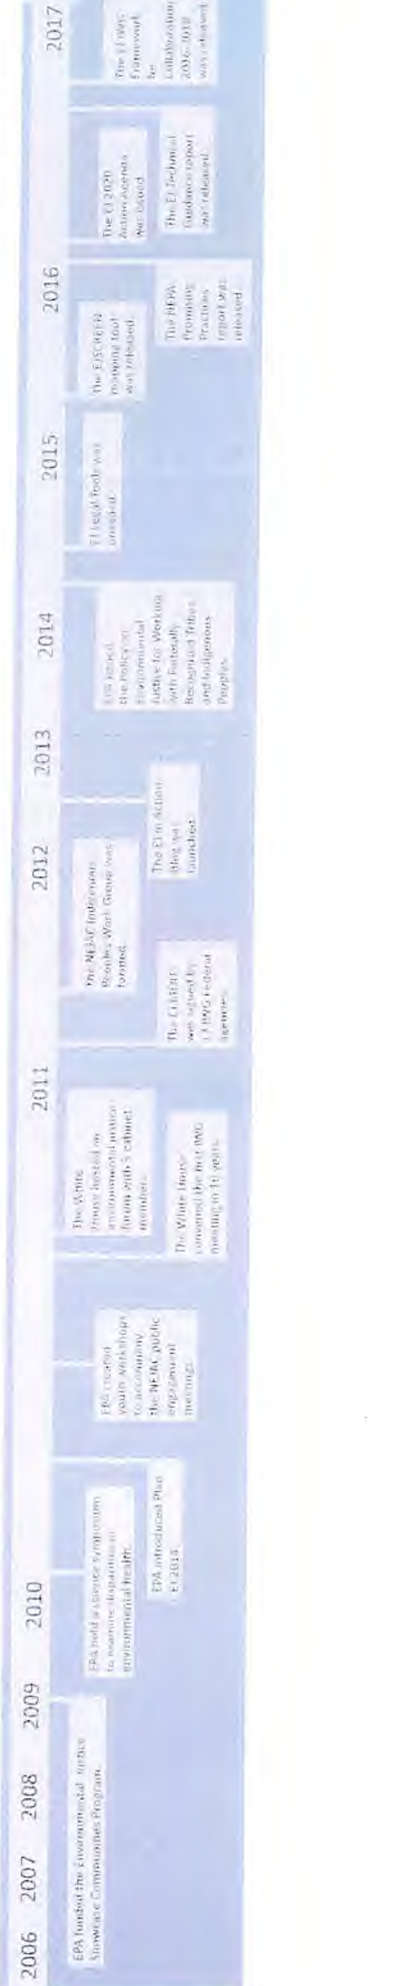 2006 2007 2008 2009 2010 2011 2012 2013 2014 2015 2016 2017
EPA funded the Environmental Justice
Showcase Communities Program.
EPA held a science symposium
to examine disparities in
environmental health.
EPA introduced Plan
EJ 2014.
EPA created
youth workshops
to accompany
the NEJAC public
engagement
meetings.
The White
House hosted an
environmental justice
forum with 5 cabinet
members.
The White House
convened the first IWG
meeting in 10 years.
The NEJAC Indigenous
Peoples Work Group was
funded.
The EJ
was signed by
17 IWG Federal
agencies.
The EJ in Action
Blog was
launched.
EPA issued
the Policy on
Environmental
Justice for Working
with Federally
Recognized Tribes
and Indigenous
Peoples.
EJ Legal Tools was
unveiled.
The EJSCREEN
mapping tool
was released.
The NEPA
Promising
Practices
report was
released.
The EJ 2020
Action Agenda
was issued.
The EJ Technical
Guidance report
was released.
The EJ IWG
Framework
for
Collaboration
2016-2018
was released.